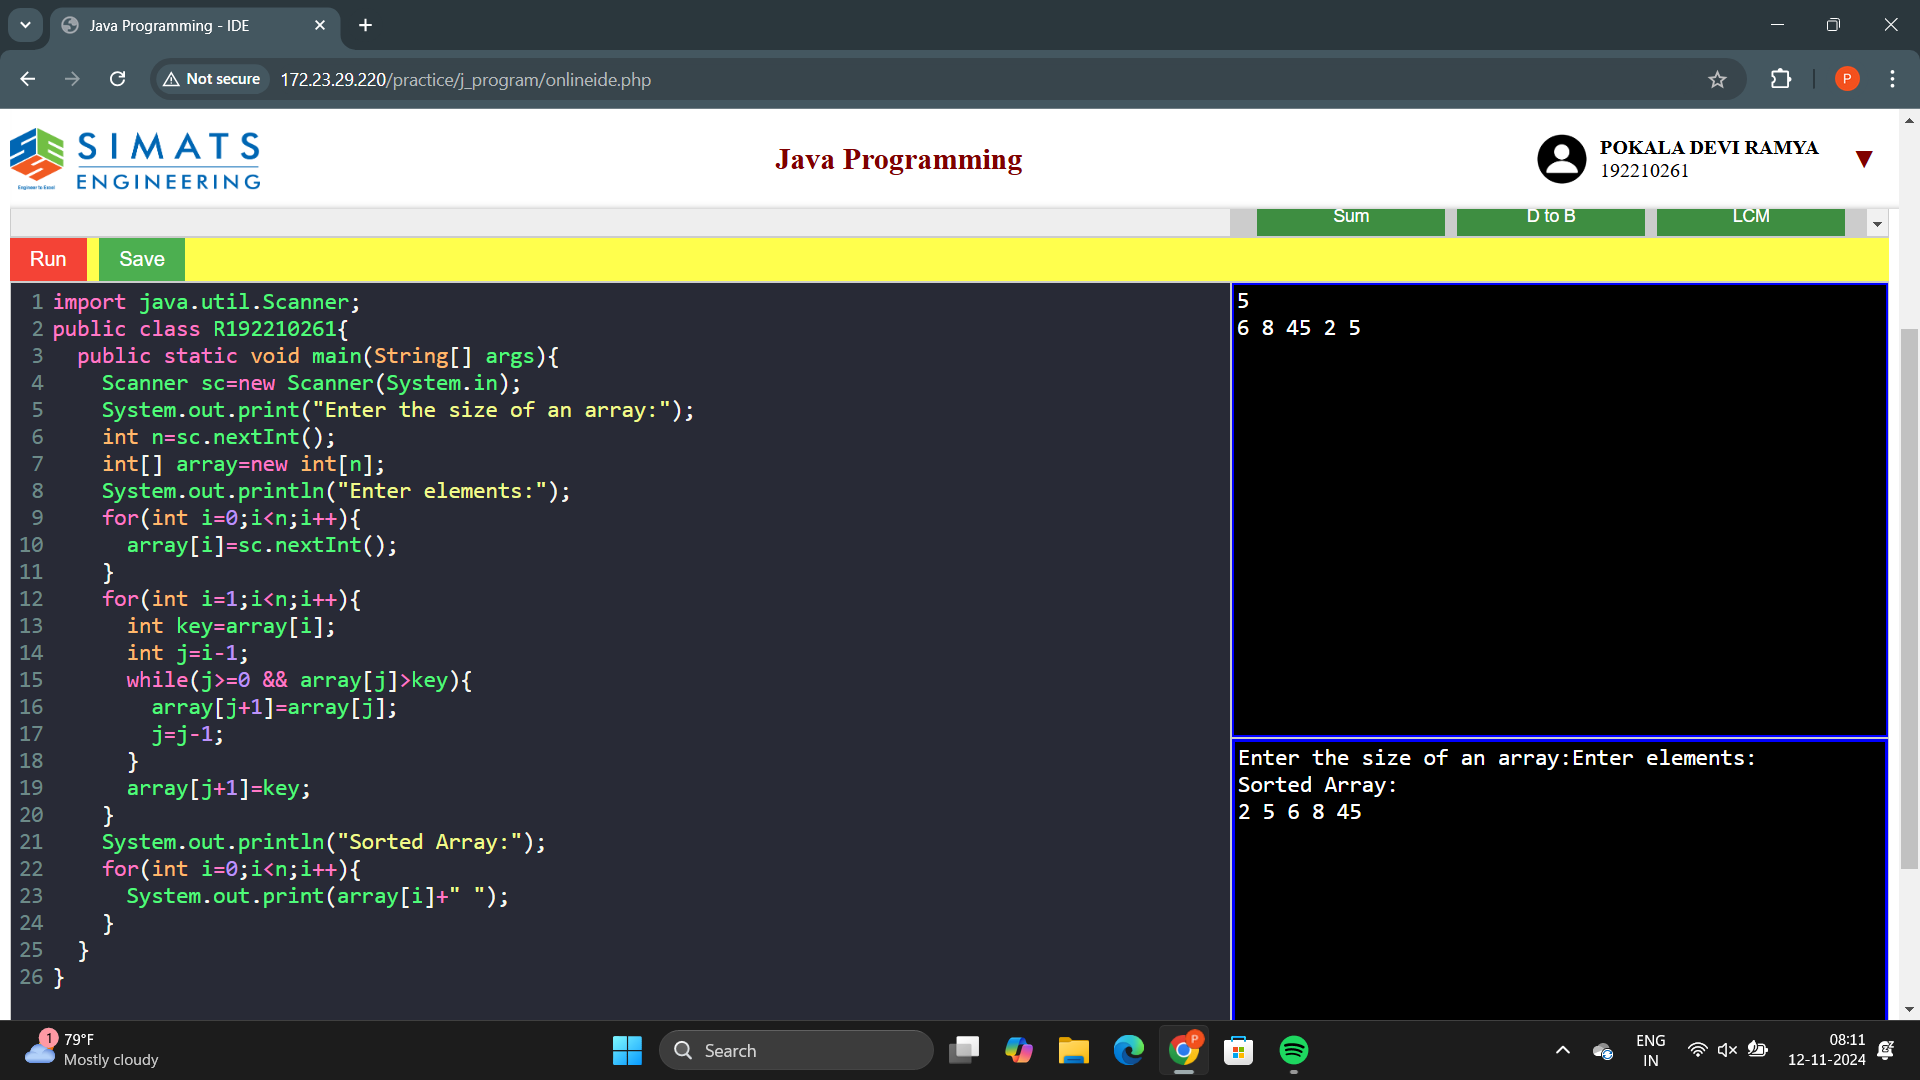 Java Programming - IDE
Not secure
172.23.29.220/practice/j_program/onlineide.php
P
SIMATS
ENGINEERING
Engineer to Excel
Java Programming
POKALA DEVI RAMYA
192210261
Sum
D to B
LCM
Run
Save
1 import java.util.Scanner;
2 public class R192210261{
3   public static void main(String[] args){
4     Scanner sc=new Scanner(System.in);
5     System.out.print("Enter the size of an array:");
6     int n=sc.nextInt();
7     int[] array=new int[n];
8     System.out.println("Enter elements:");
9     for(int i=0;i<n;i++){
10       array[i]=sc.nextInt();
11     }
12     for(int i=1;i<n;i++){
13       int key=array[i];
14       int j=i-1;
15       while(j>=0 && array[j]>key){
16         array[j+1]=array[j];
17         j=j-1;
18       }
19       array[j+1]=key;
20     }
21     System.out.println("Sorted Array:");
22     for(int i=0;i<n;i++){
23       System.out.print(array[i]+" ");
24     }
25   }
26 }
5
6 8 45 2 5
Enter the size of an array:Enter elements:
Sorted Array:
2 5 6 8 45
1
79°F
Mostly cloudy
Search
P
ENG
IN
08:11
12-11-2024